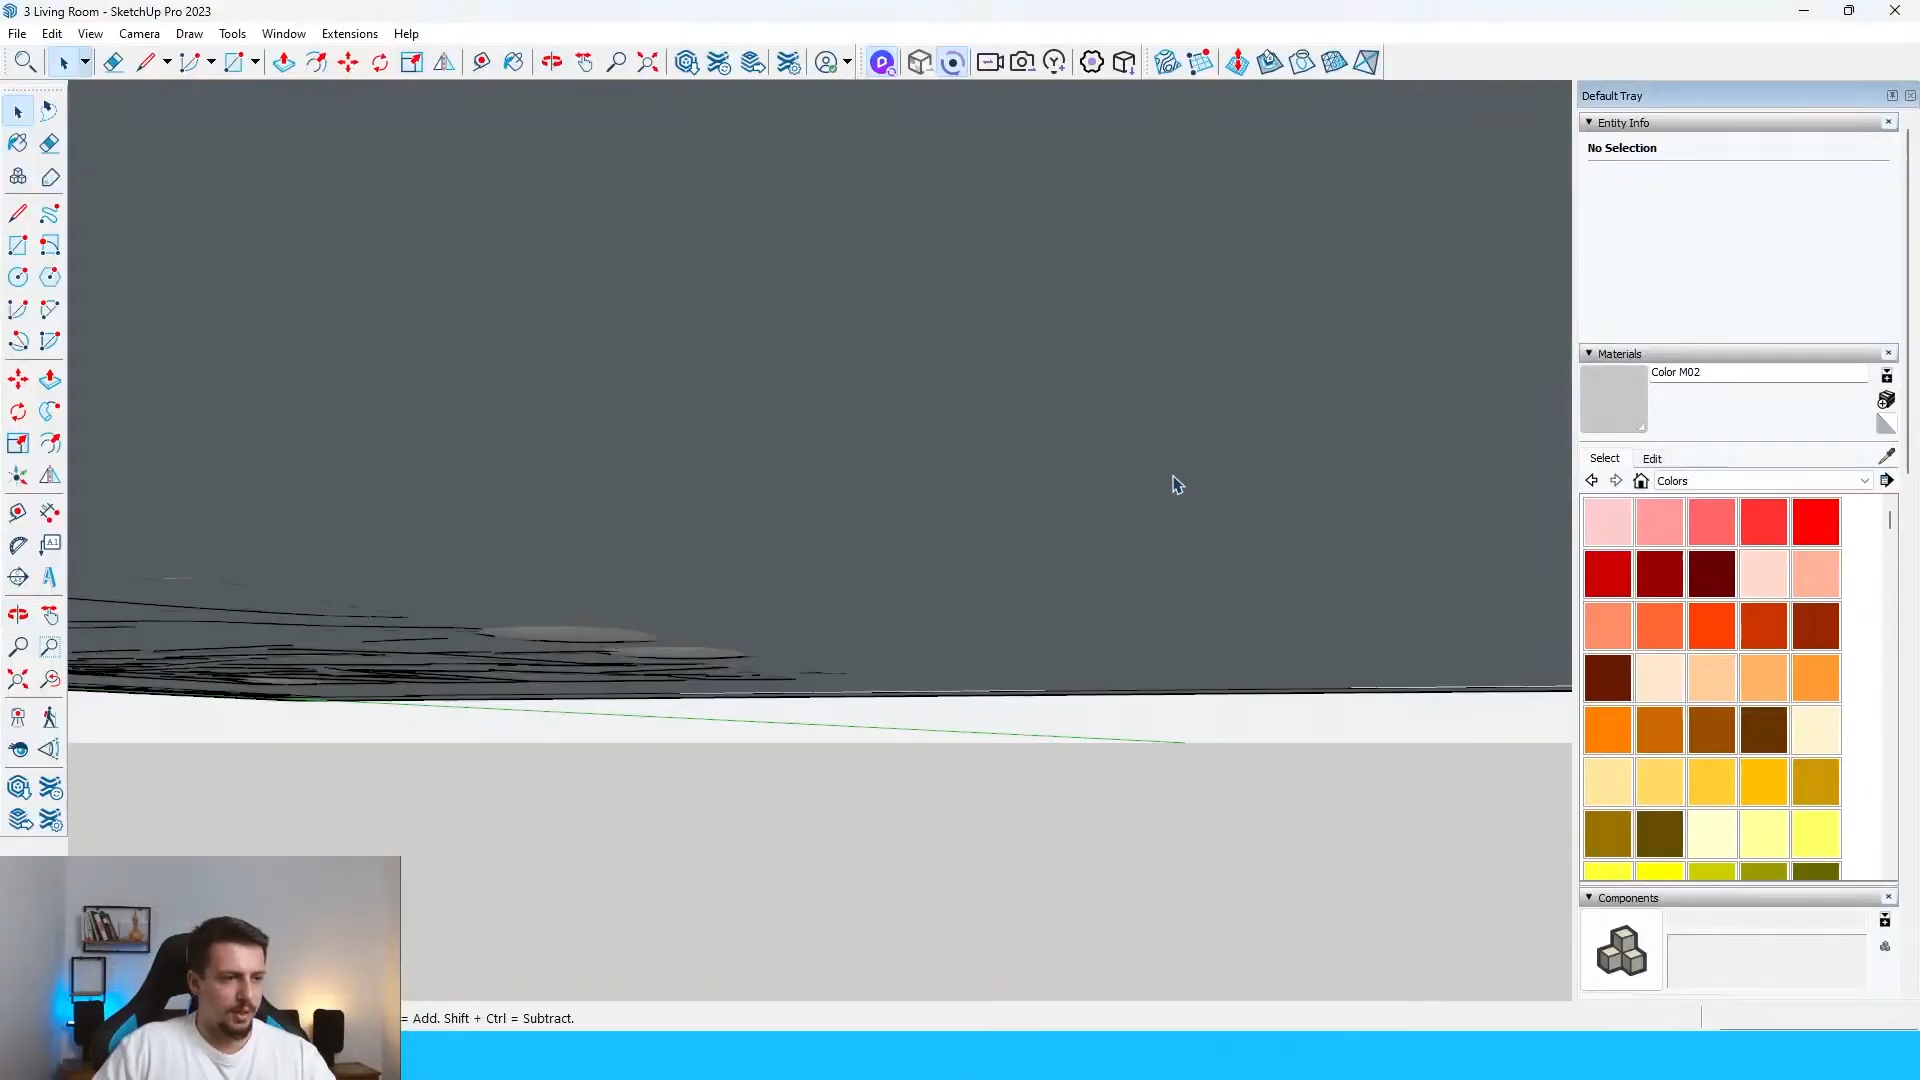 3 Living Room - SketchUp Pro 2023
File Edit View Camera Draw Tools Window Extensions Help
Default Tray
Entity Info
No Selection
Materials
Color M02
Select Edit
Colors
Components
= Add. Shift + Ctrl = Subtract.